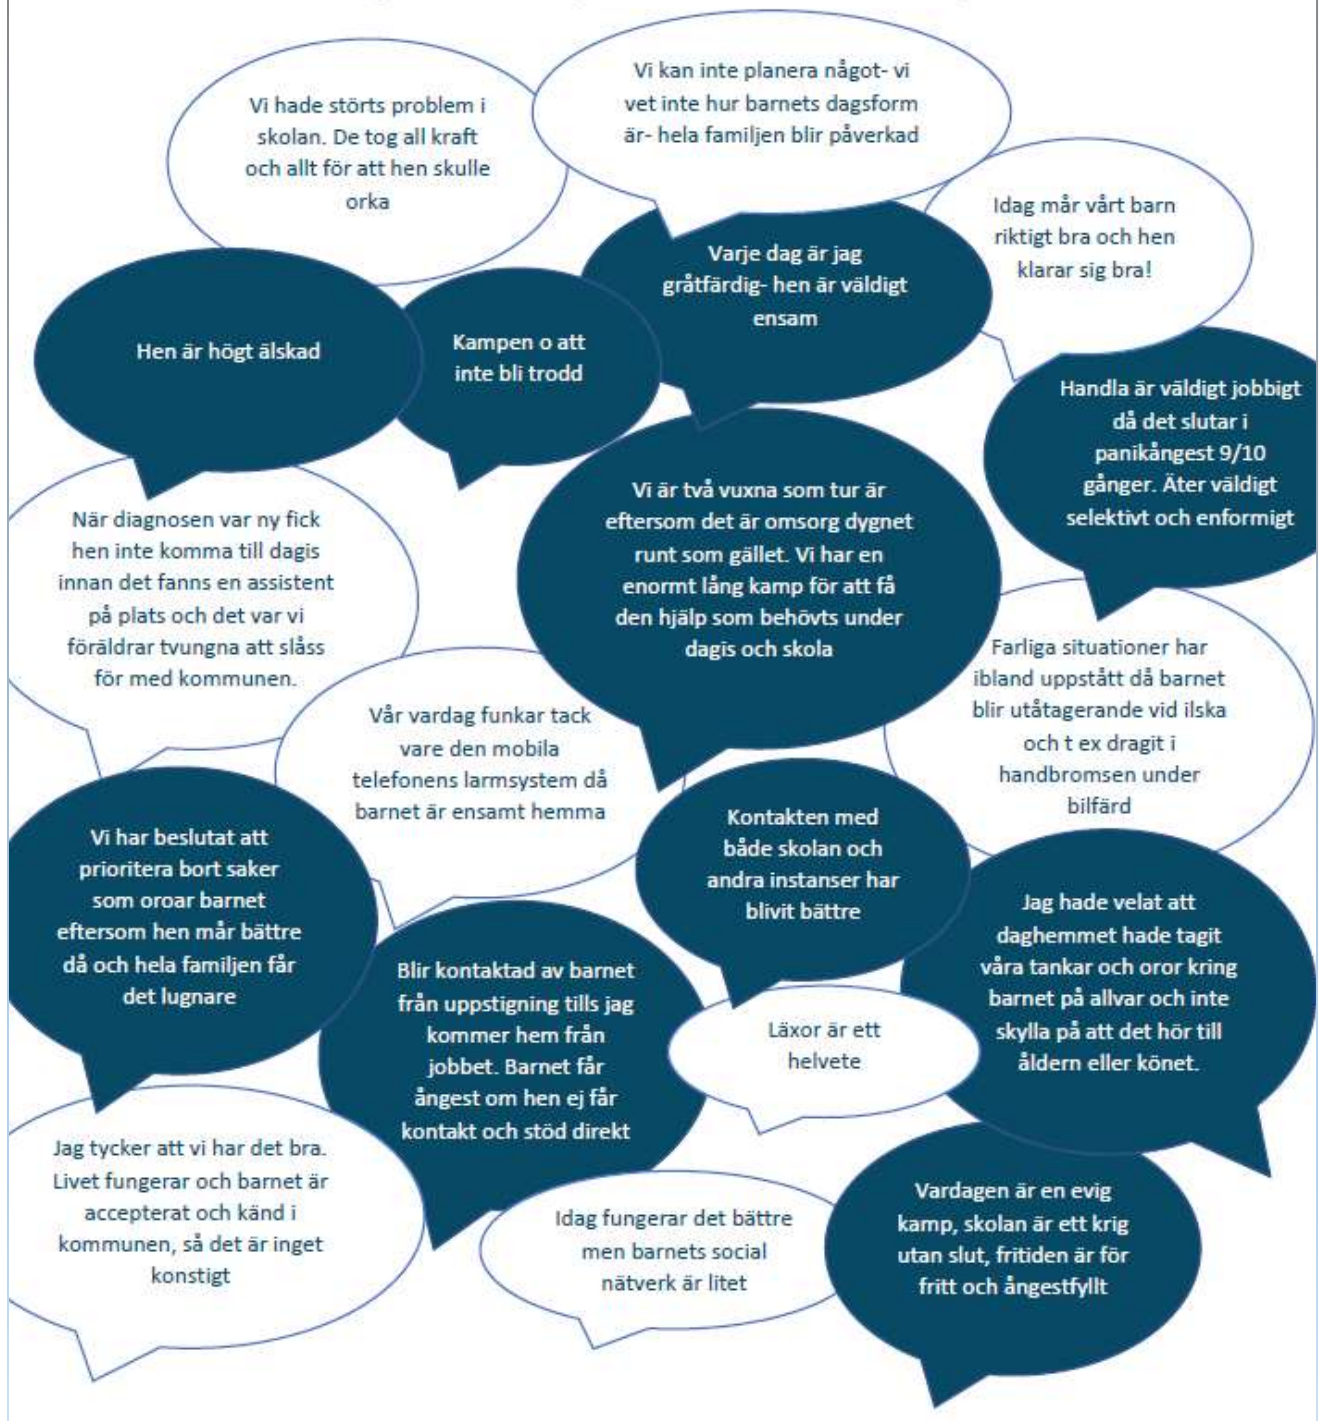 Vi hade störts problem i
skolan. De tog all kraft
och allt för att hen skulle
orka
Vi kan inte planera något- vi
vet inte hur barnets dagsform
är- hela familjen blir påverkad
Idag mår vårt barn
riktigt bra och hen
klarar sig bra!
Varje dag är jag
gråtfärdig- hen är väldigt
ensam
Hen är högt älskad
Kampen o att
inte bli trodd
Handla är väldigt jobbigt
då det slutar i
panikångest 9/10
gånger. Äter väldigt
selektivt och enformigt
När diagnosen var ny fick
hen inte komma till dagis
innan det fanns en assistent
på plats och det var vi
föräldrar tvungna att slåss
för med kommunen.
Vi är två vuxna som tur är
eftersom det är omsorg dygnet
runt som gället. Vi har en
enormt lång kamp för att få
den hjälp som behövts under
dagis och skola
Farliga situationer har
ibland uppstått då barnet
blir utåtagerande vid ilska
och t ex dragit i
handbromsen under
bilfärd
Vår vardag funkar tack
vare den mobila
telefonens larmsystem då
barnet är ensamt hemma
Vi har beslutat att
prioritera bort saker
som oroar barnet
eftersom hen mår bättre
då och hela familjen får
det lugnare
Kontakten med
både skolan och
andra instanser har
blivit bättre
Jag hade velat att
daghemmet hade tagit
våra tankar och oror kring
barnet på allvar och inte
skylla på att det hör till
åldern eller könet.
Blir kontaktad av barnet
från uppstigning tills jag
kommer hem från
jobbet. Barnet får
ångest om hen ej får
kontakt och stöd direkt
Läxor är ett
helvete
Jag tycker att vi har det bra.
Livet fungerar och barnet är
accepterat och känd i
kommunen, så det är inget
konstigt
Idag fungerar det bättre
men barnets social
nätverk är litet
Vardagen är en evig
kamp, skolan är ett krig
utan slut, fritiden är för
fritt och ångestfyllt